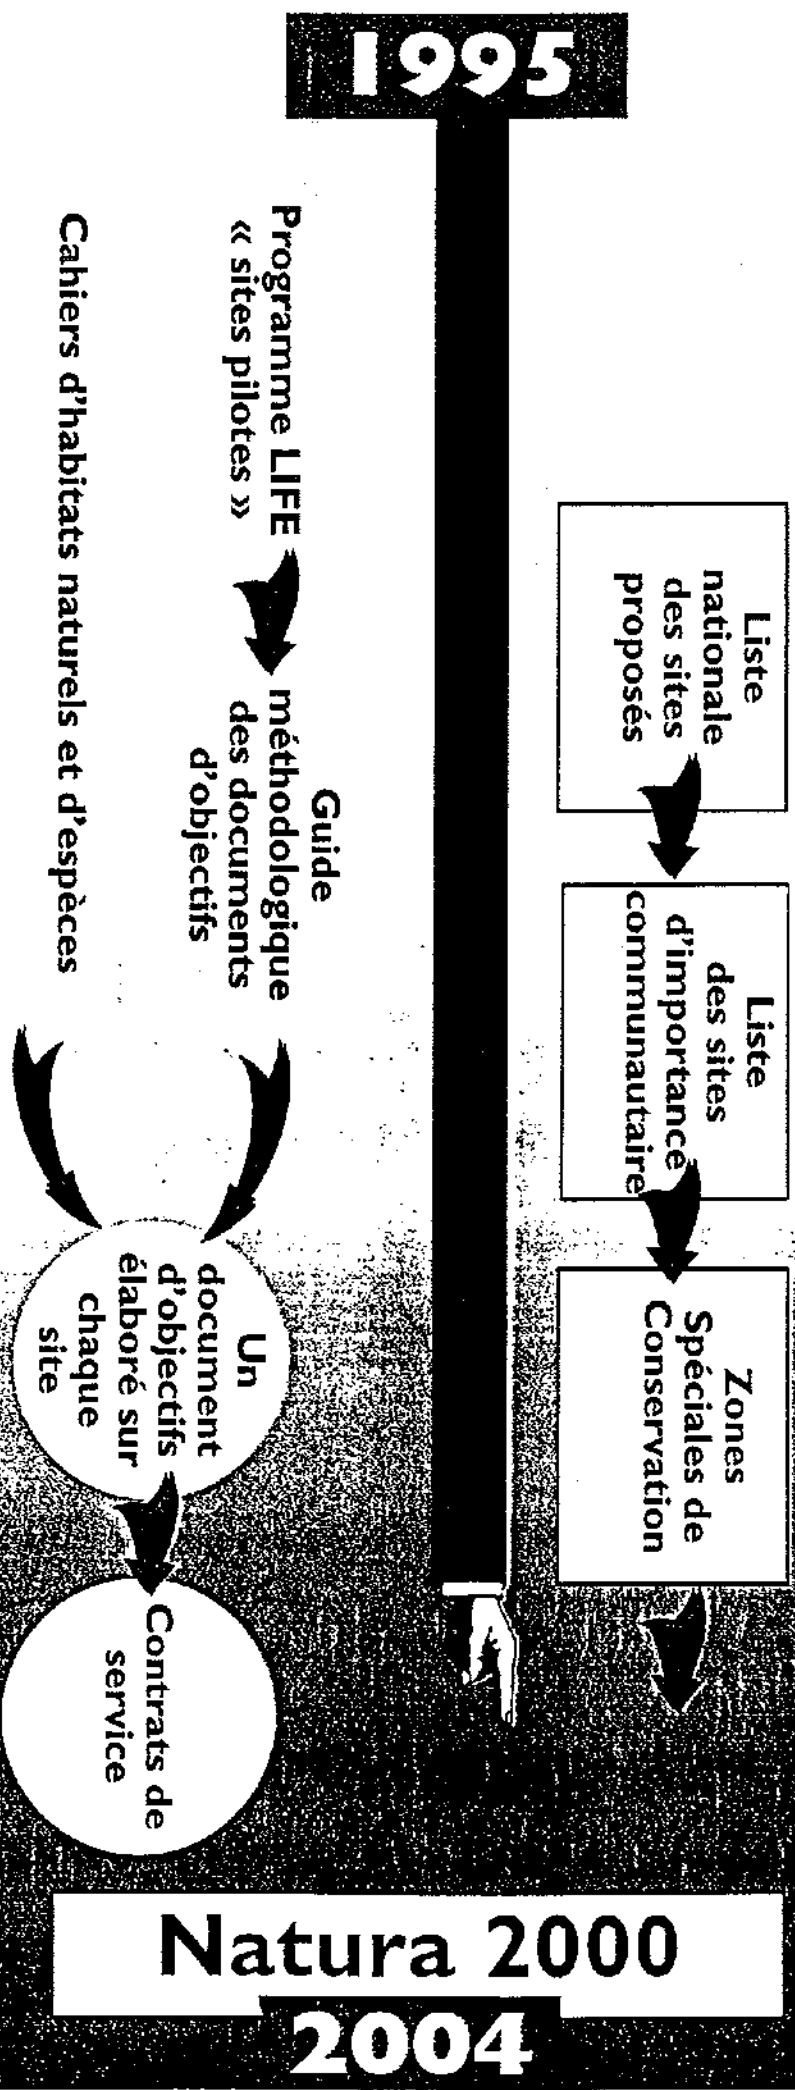 1995
Liste
nationale
des sites
proposés
Liste
des sites
d'importance
communautaire
Zones
Spéciales de
Conservation
Programme LIFE
« sites pilotes »
Guide
méthodologique
des documents
d'objectifs
Cahiers d'habitats naturels et d'espèces
Un
document
d'objectifs
élaboré sur
chaque
site
Contrats de
service
Natura 2000
2004